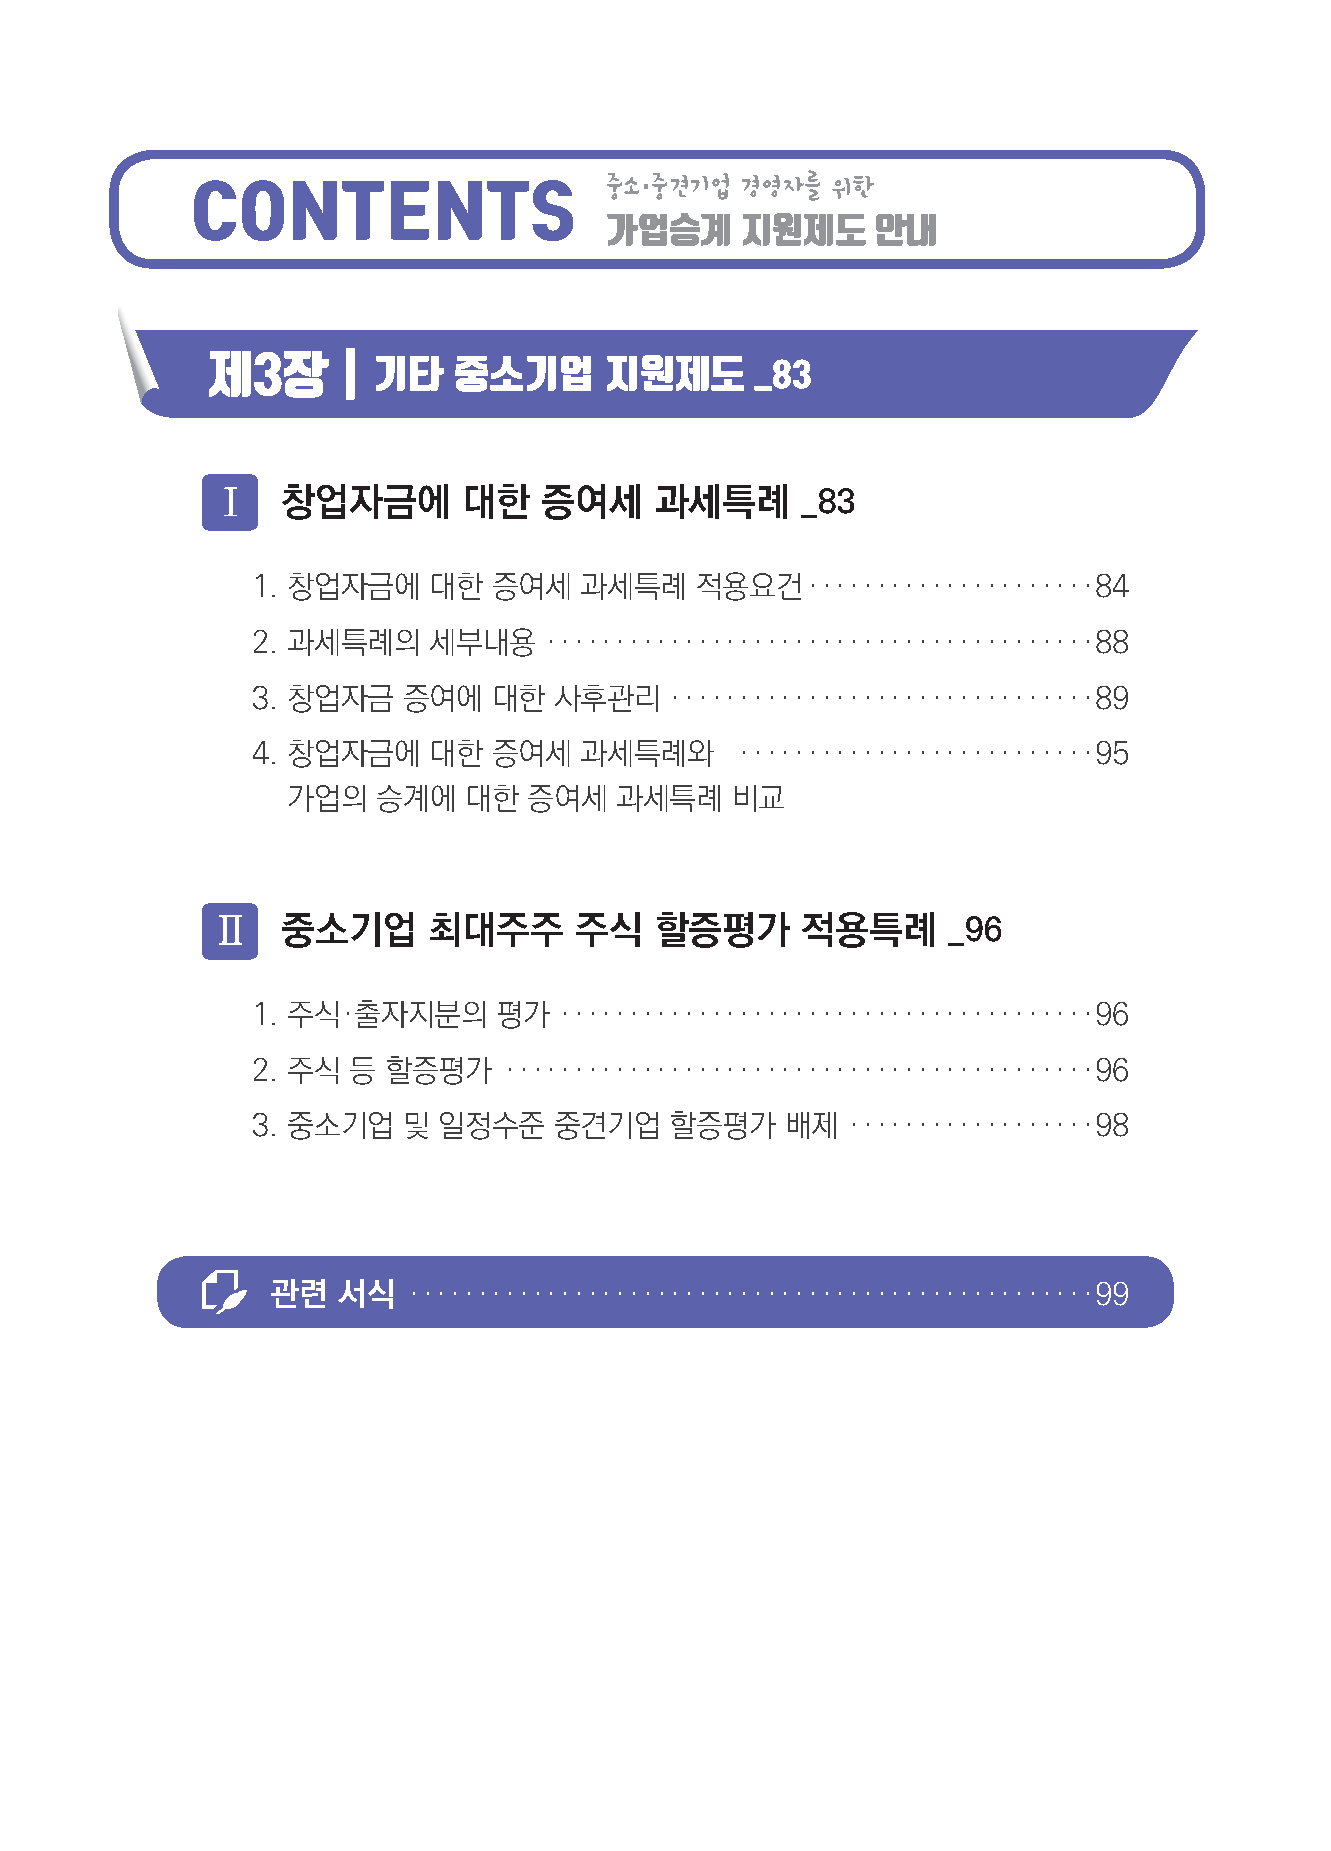 CONTENTS
중소·중견기업 경영자를 위한
가업승계 지원제도 안내
제3장 | 기타 중소기업 지원제도 _83
Ⅰ 창업자금에 대한 증여세 과세특례 _83
1. 창업자금에 대한 증여세 과세특례 적용요건 ····················· 84
2. 과세특례의 세부내용 ········································ 88
3. 창업자금 증여에 대한 사후관리 ······························· 89
4. 창업자금에 대한 증여세 과세특례와 ·························· 95
가업의 승계에 대한 증여세 과세특례 비교
Ⅱ 중소기업 최대주주 주식 할증평가 적용특례 _96
1. 주식·출자지분의 평가 ······································· 96
2. 주식 등 할증평가 ··········································· 96
3. 중소기업 및 일정수준 중견기업 할증평가 배제 ·················· 98
관련 서식 ·················································· 99